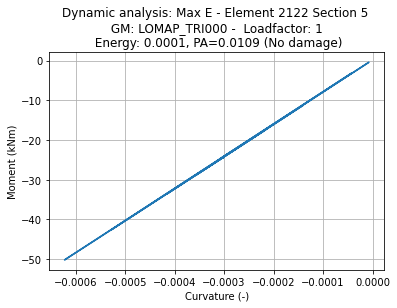 Dynamic analysis: Max E - Element 2122 Section 5
GM: LOMAP_TRI000 - Loadfactor: 1
Energy: 0.0001, PA=0.0109 (No damage)
0
−10
−20
−30
−40
−50
Moment (kNm)
−0.0006 −0.0005 −0.0004 −0.0003 −0.0002 −0.0001 0.0000
Curvature (-)